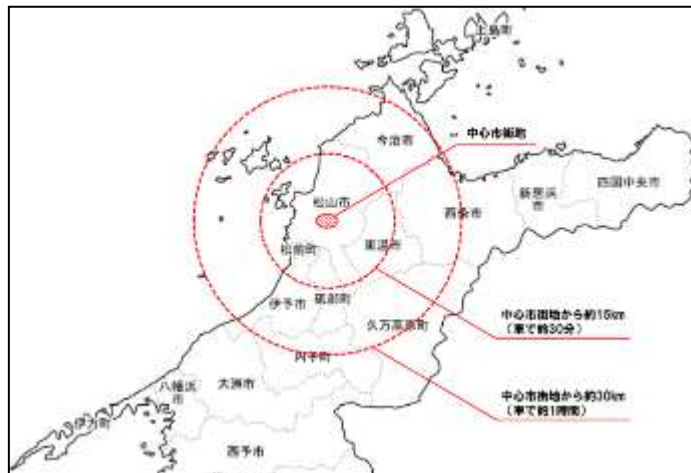 上島町
今治市
中心市街地
四国中央市
新居浜
市
松山市
西条市
東温市
松前町
砥部町
伊予市
中心市街地から約15km
(車で約30分)
久万高原町
内子町
大洲市
八幡浜
市
中心市街地から約30km
(車で約1時間)
伊方町
西予市